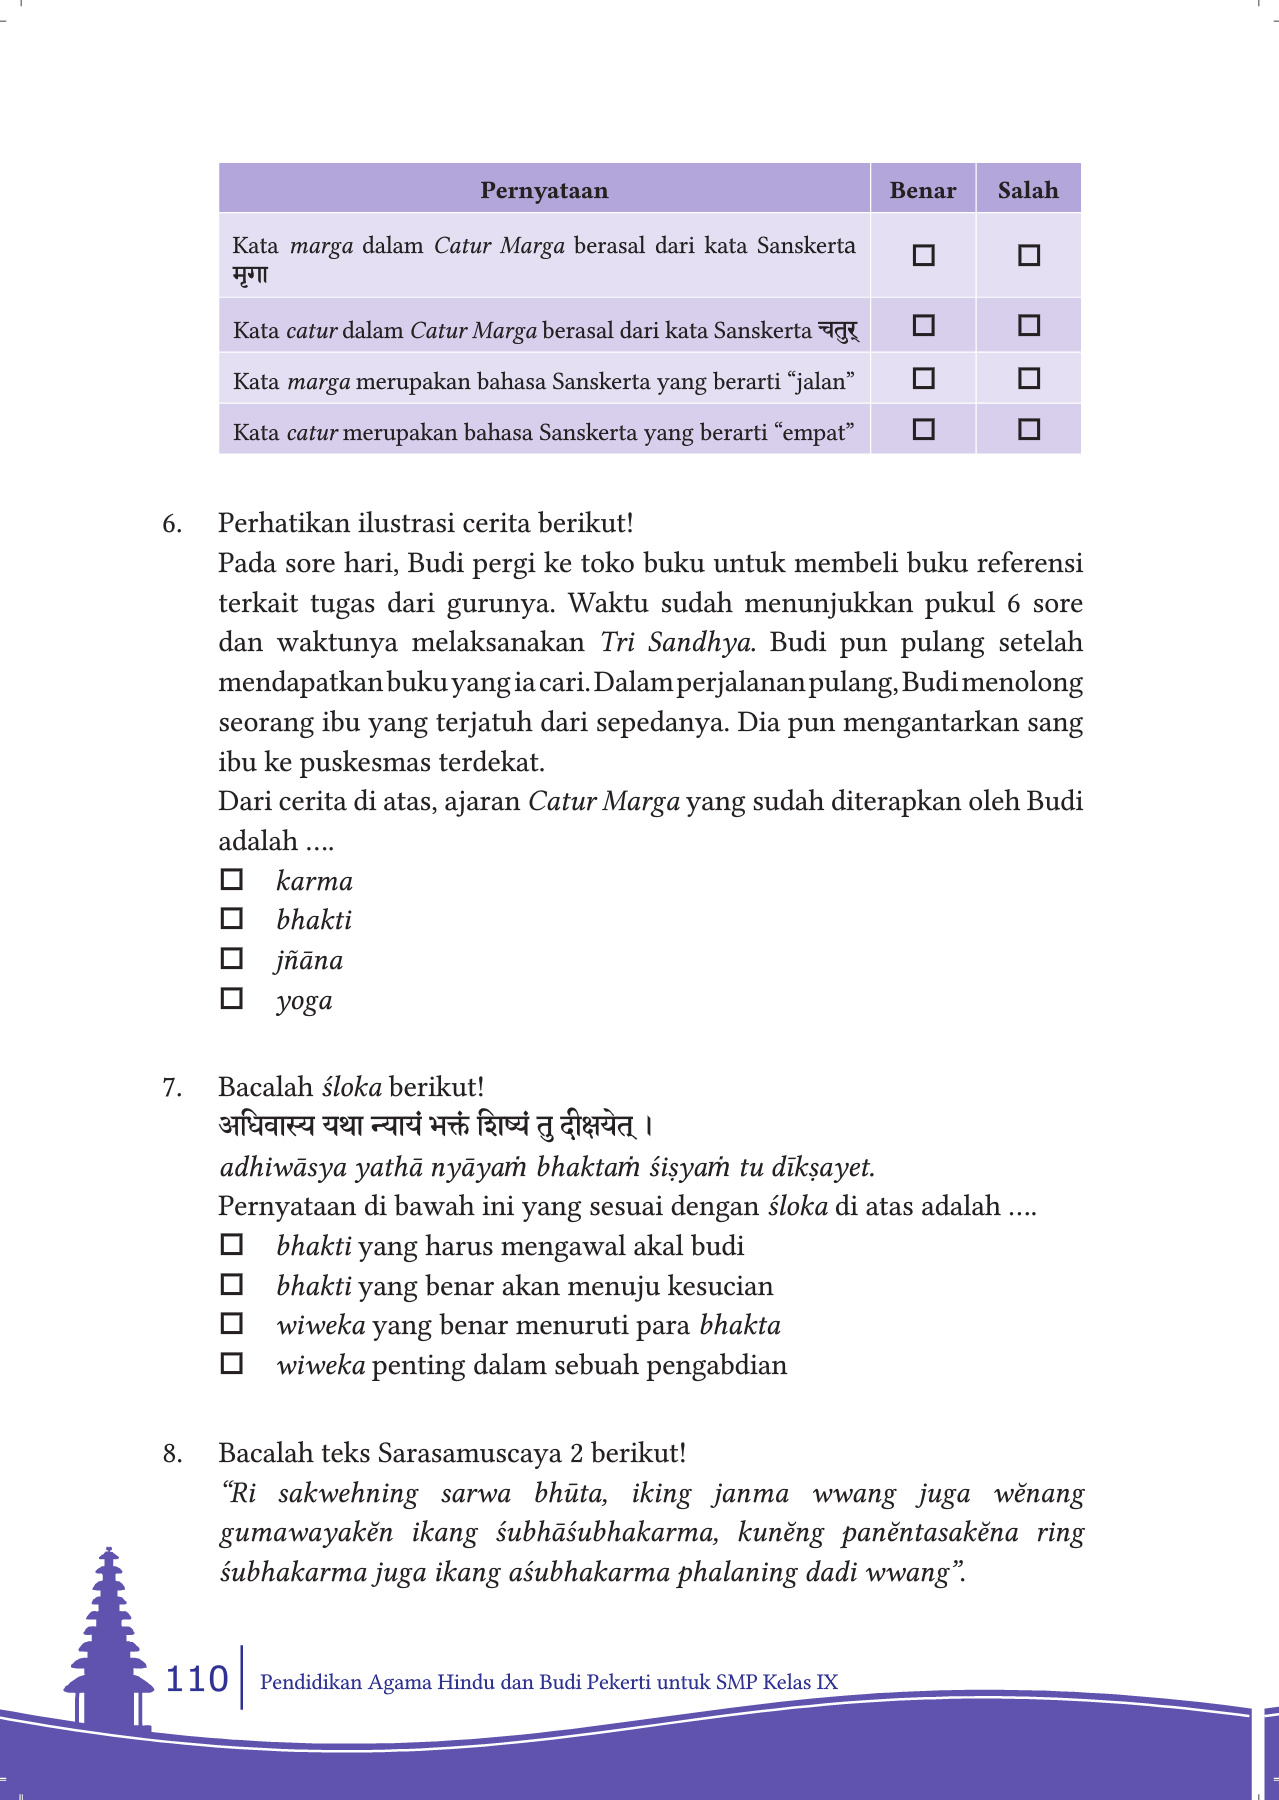 Pernyataan Benar Salah
Kata marga dalam Catur Marga berasal dari kata Sanskerta
मृगा
Kata catur dalam Catur Marga berasal dari kata Sanskerta चतुर्
Kata marga merupakan bahasa Sanskerta yang berarti “jalan”
Kata catur merupakan bahasa Sanskerta yang berarti “empat”
6. Perhatikan ilustrasi cerita berikut!
Pada sore hari, Budi pergi ke toko buku untuk membeli buku referensi
terkait tugas dari gurunya. Waktu sudah menunjukkan pukul 6 sore
dan waktunya melaksanakan Tri Sandhya. Budi pun pulang setelah
mendapatkan buku yang ia cari. Dalam perjalanan pulang, Budi menolong
seorang ibu yang terjatuh dari sepedanya. Dia pun mengantarkan sang
ibu ke puskesmas terdekat.
Dari cerita di atas, ajaran Catur Marga yang sudah diterapkan oleh Budi
adalah ....
karma
bhakti
jñāna
yoga
7. Bacalah śloka berikut!
अधिवास्य यथा न्यायं भक्तं शिष्यं तु दीक्षयेत् ।
adhiwāsya yathā nyāyaṁ bhaktaṁ śiṣyaṁ tu dīkṣayet.
Pernyataan di bawah ini yang sesuai dengan śloka di atas adalah ....
bhakti yang harus mengawal akal budi
bhakti yang benar akan menuju kesucian
wiweka yang benar menuruti para bhakta
wiweka penting dalam sebuah pengabdian
8. Bacalah teks Sarasamuscaya 2 berikut!
“Ri sakwehning sarwa bhūta, iking janma wwang juga wĕnang
gumawayakĕn ikang śubhāśubhakarma, kunĕng panĕntasakĕna ring
śubhakarma juga ikang aśubhakarma phalaning dadi wwang”.
110 Pendidikan Agama Hindu dan Budi Pekerti untuk SMP Kelas IX